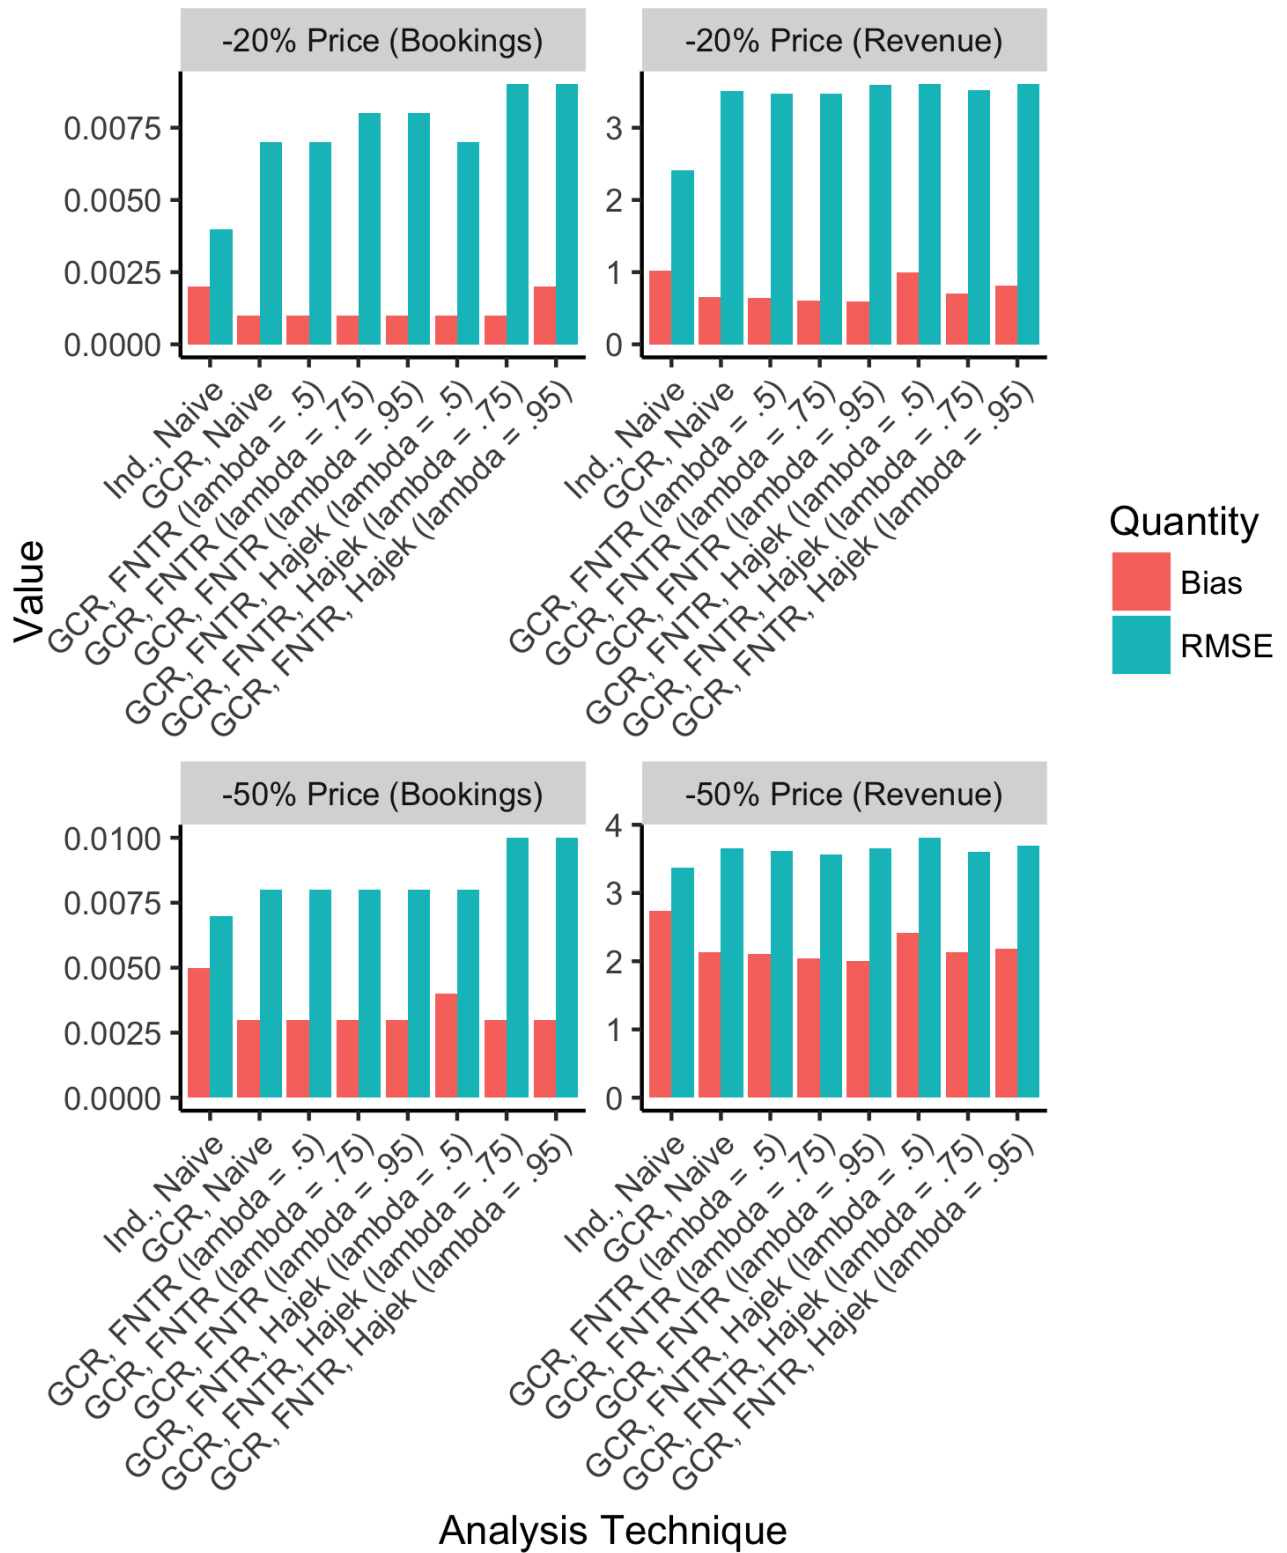 -20% Price (Bookings)
-20% Price (Revenue)
0.0075
0.0050
0.0025
0.0000
3
2
1
0
Ind., Naive
GCR, Naive
GCR, FNTR (lambda = .5)
GCR, FNTR (lambda = .75)
GCR, FNTR (lambda = .95)
GCR, FNTR, Hajek (lambda = .5)
GCR, FNTR, Hajek (lambda = .75)
GCR, FNTR, Hajek (lambda = .95)
Ind., Naive
GCR, Naive
GCR, FNTR (lambda = .5)
GCR, FNTR (lambda = .75)
GCR, FNTR (lambda = .95)
GCR, FNTR, Hajek (lambda = .5)
GCR, FNTR, Hajek (lambda = .75)
GCR, FNTR, Hajek (lambda = .95)
Value
Quantity
Bias
RMSE
-50% Price (Bookings)
-50% Price (Revenue)
0.0100
0.0075
0.0050
0.0025
0.0000
4
3
2
1
0
Ind., Naive
GCR, Naive
GCR, FNTR (lambda = .5)
GCR, FNTR (lambda = .75)
GCR, FNTR (lambda = .95)
GCR, FNTR, Hajek (lambda = .5)
GCR, FNTR, Hajek (lambda = .75)
GCR, FNTR, Hajek (lambda = .95)
Ind., Naive
GCR, Naive
GCR, FNTR (lambda = .5)
GCR, FNTR (lambda = .75)
GCR, FNTR (lambda = .95)
GCR, FNTR, Hajek (lambda = .5)
GCR, FNTR, Hajek (lambda = .75)
GCR, FNTR, Hajek (lambda = .95)
Analysis Technique